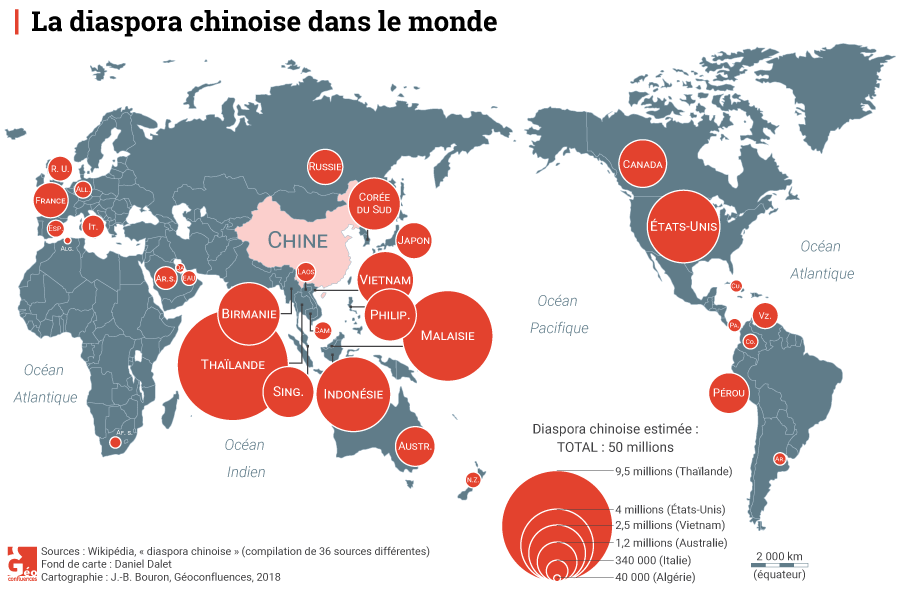 La diaspora chinoise dans le monde
R. U.
FRANCE
ALL.
ESP.
IT.
ALG.
RUSSIE
CORÉE
DU SUD
JAPON
CHINE
LAOS
AR.S.
EAU
VIETNAM
BIRMANIE
PHILIP.
CAM.
MALAISIE
THAÏLANDE
SING.
INDONÉSIE
AUSTR.
N.Z.
AF. S.
CANADA
ÉTATS-UNIS
CU.
PA.
VZ.
CO.
PÉROU
AR.
Océan
Atlantique
Océan
Pacifique
Océan
Atlantique
Océan
Indien
Diaspora chinoise estimée :
TOTAL : 50 millions
9,5 millions (Thaïlande)
4 millions (États-Unis)
2,5 millions (Vietnam)
1,2 millions (Australie)
340 000 (Italie)
40 000 (Algérie)
2 000 km
(équateur)
Géo
confluences
Sources : Wikipédia, « diaspora chinoise » (compilation de 36 sources différentes)
Fond de carte : Daniel Dalet
Cartographie : J.-B. Bouron, Géoconfluences, 2018